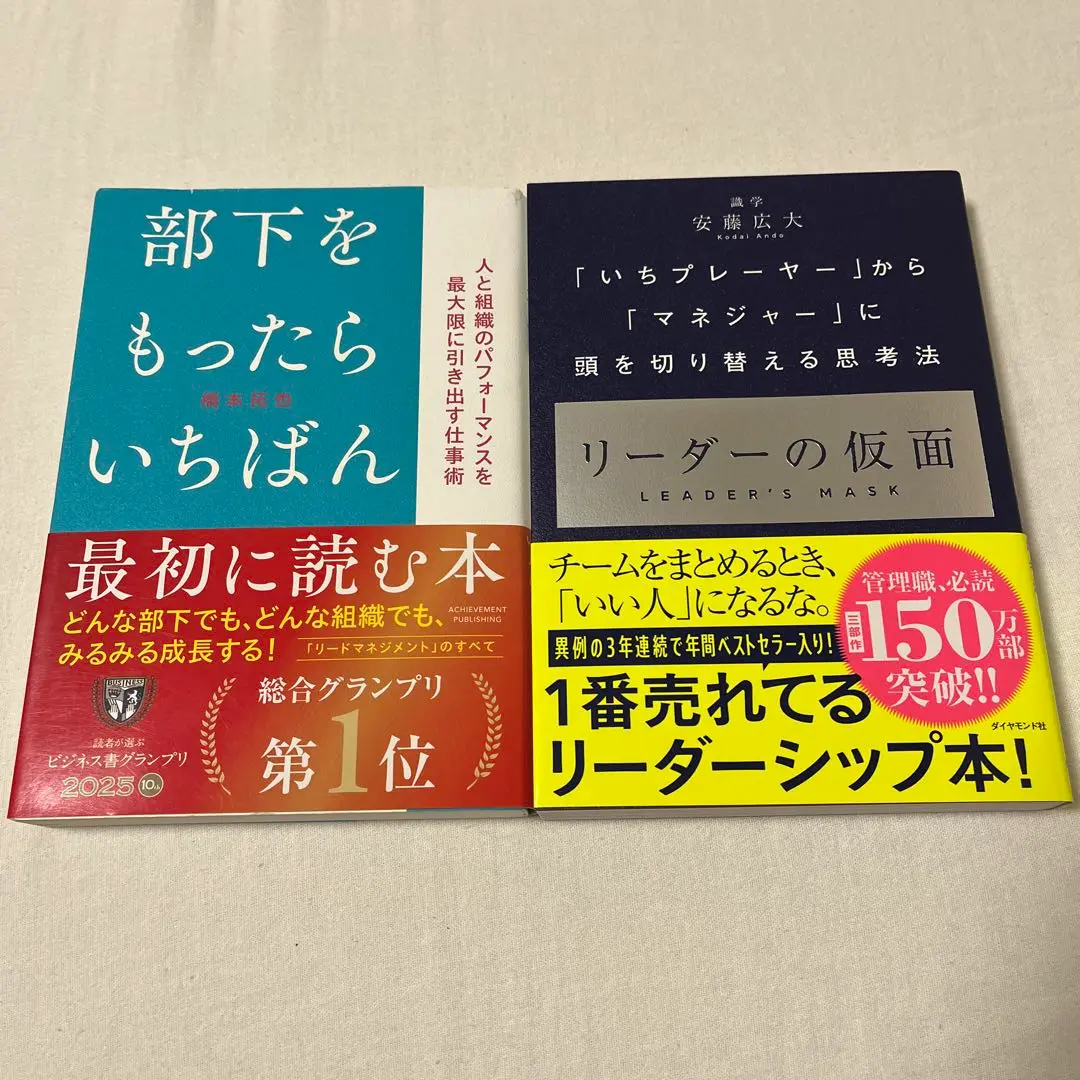 部下を
もったら
橋本拓也
いちばん
人と組織のパフォーマンスを
最大限に引き出す仕事術
最初に読む本
どんな部下でも、どんな組織でも、
みるみる成長する!
ACHIEVEMENT
PUBLISHING
「リードマネジメント」のすべて
BUSINESS
読者が選ぶ
ビジネス書グランプリ
2025 10th
総合グランプリ
第1位
識学
安藤広大
Kodai Ando
「いちプレーヤー」から
「マネジャー」に
頭を切り替える思考法
リーダーの仮面
LEADER'S MASK
チームをまとめるとき、
「いい人」になるな。
異例の3年連続で年間ベストセラー入り!
1番売れてる
リーダーシップ本!
管理職、必読
三部作
150万部
突破!!
ダイヤモンド社